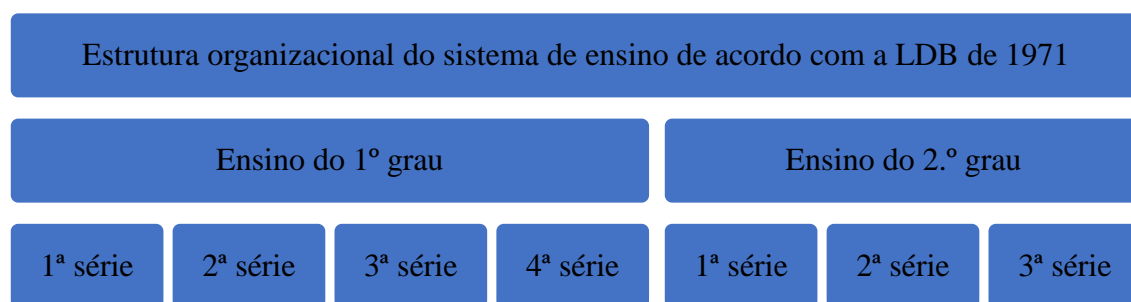 Estrutura organizacional do sistema de ensino de acordo com a LDB de 1971
Ensino do 1º grau
Ensino do 2.º grau
1ª série
2ª série
3ª série
4ª série
1ª série
2ª série
3ª série